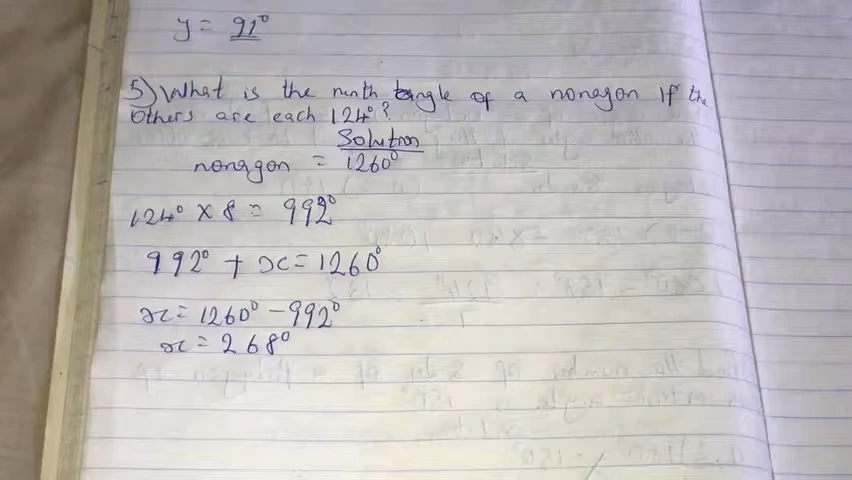 y = 91°
5) What is the ninth angle of a nonagon if the
others are each 124°?
Solution
nonagon = 1260°
124° × 8 = 992°
992° + x = 1260°
x = 1260° - 992°
x = 268°